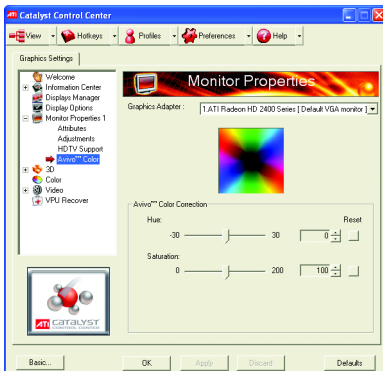 ATI Catalyst Control Center
View Hotkeys Profiles Preferences Help
Graphics Settings
Welcome
Information Center
Displays Manager
Display Options
Monitor Properties 1
Attributes
Adjustments
HDTV Support
Avivo™ Color
3D
Color
Video
VPU Recover
ATI CATALYST
CONTROL CENTER
Monitor Properties
Graphics Adapter :
1.ATI Radeon HD 2400 Series [ Default VGA monitor ]
Avivo™ Color Correction
Hue: Reset
-30 30 0
Saturation:
0 200 100
Basic... OK Apply Discard Defaults